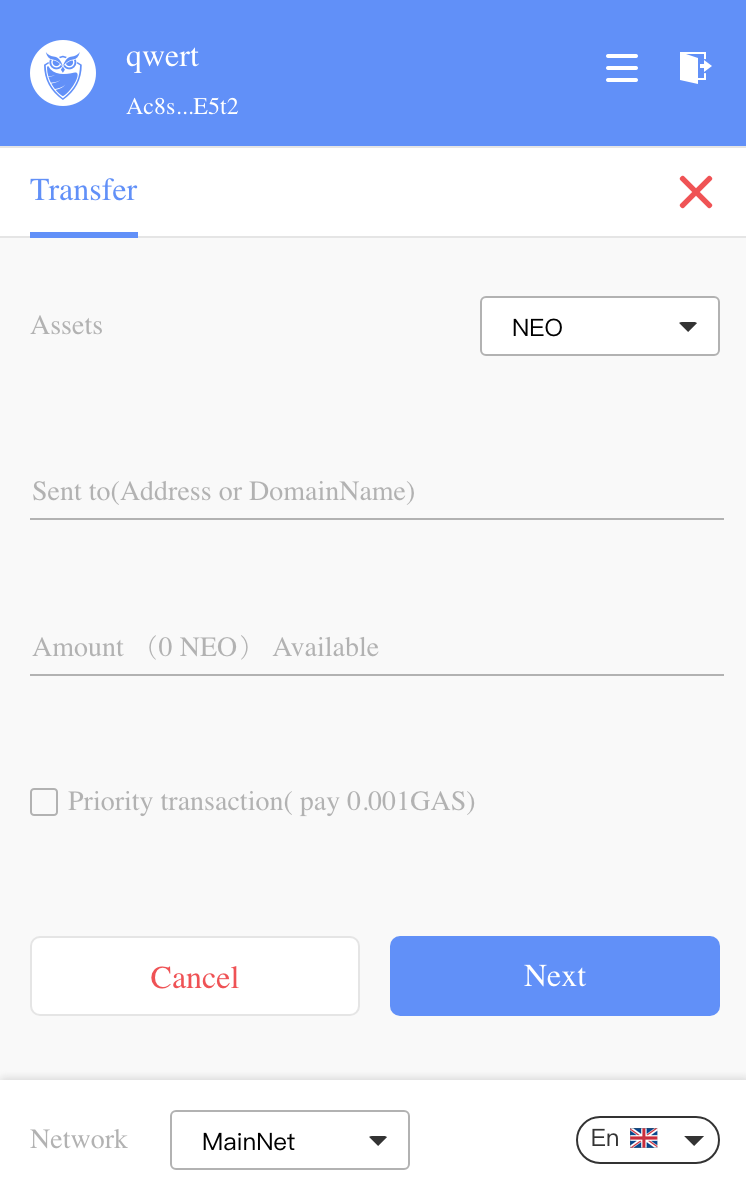 qwert
Ac8s...E5t2
Transfer
Assets
NEO
Sent to(Address or DomainName)
Amount （0 NEO） Available
Priority transaction( pay 0.001GAS)
Cancel
Next
Network
MainNet
En